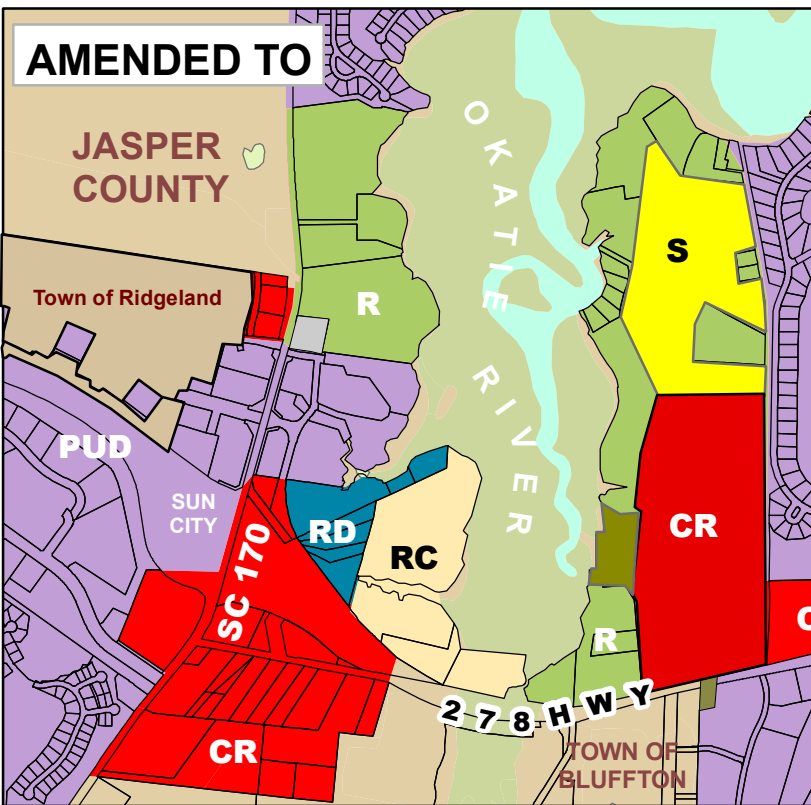 AMENDED TO
JASPER
COUNTY
OKATIE RIVER
S
Town of Ridgeland
R
PUD
SUN
CITY
RD
RC
CR
SC 170
R
C
278 HWY
CR
TOWN OF
BLUFFTON